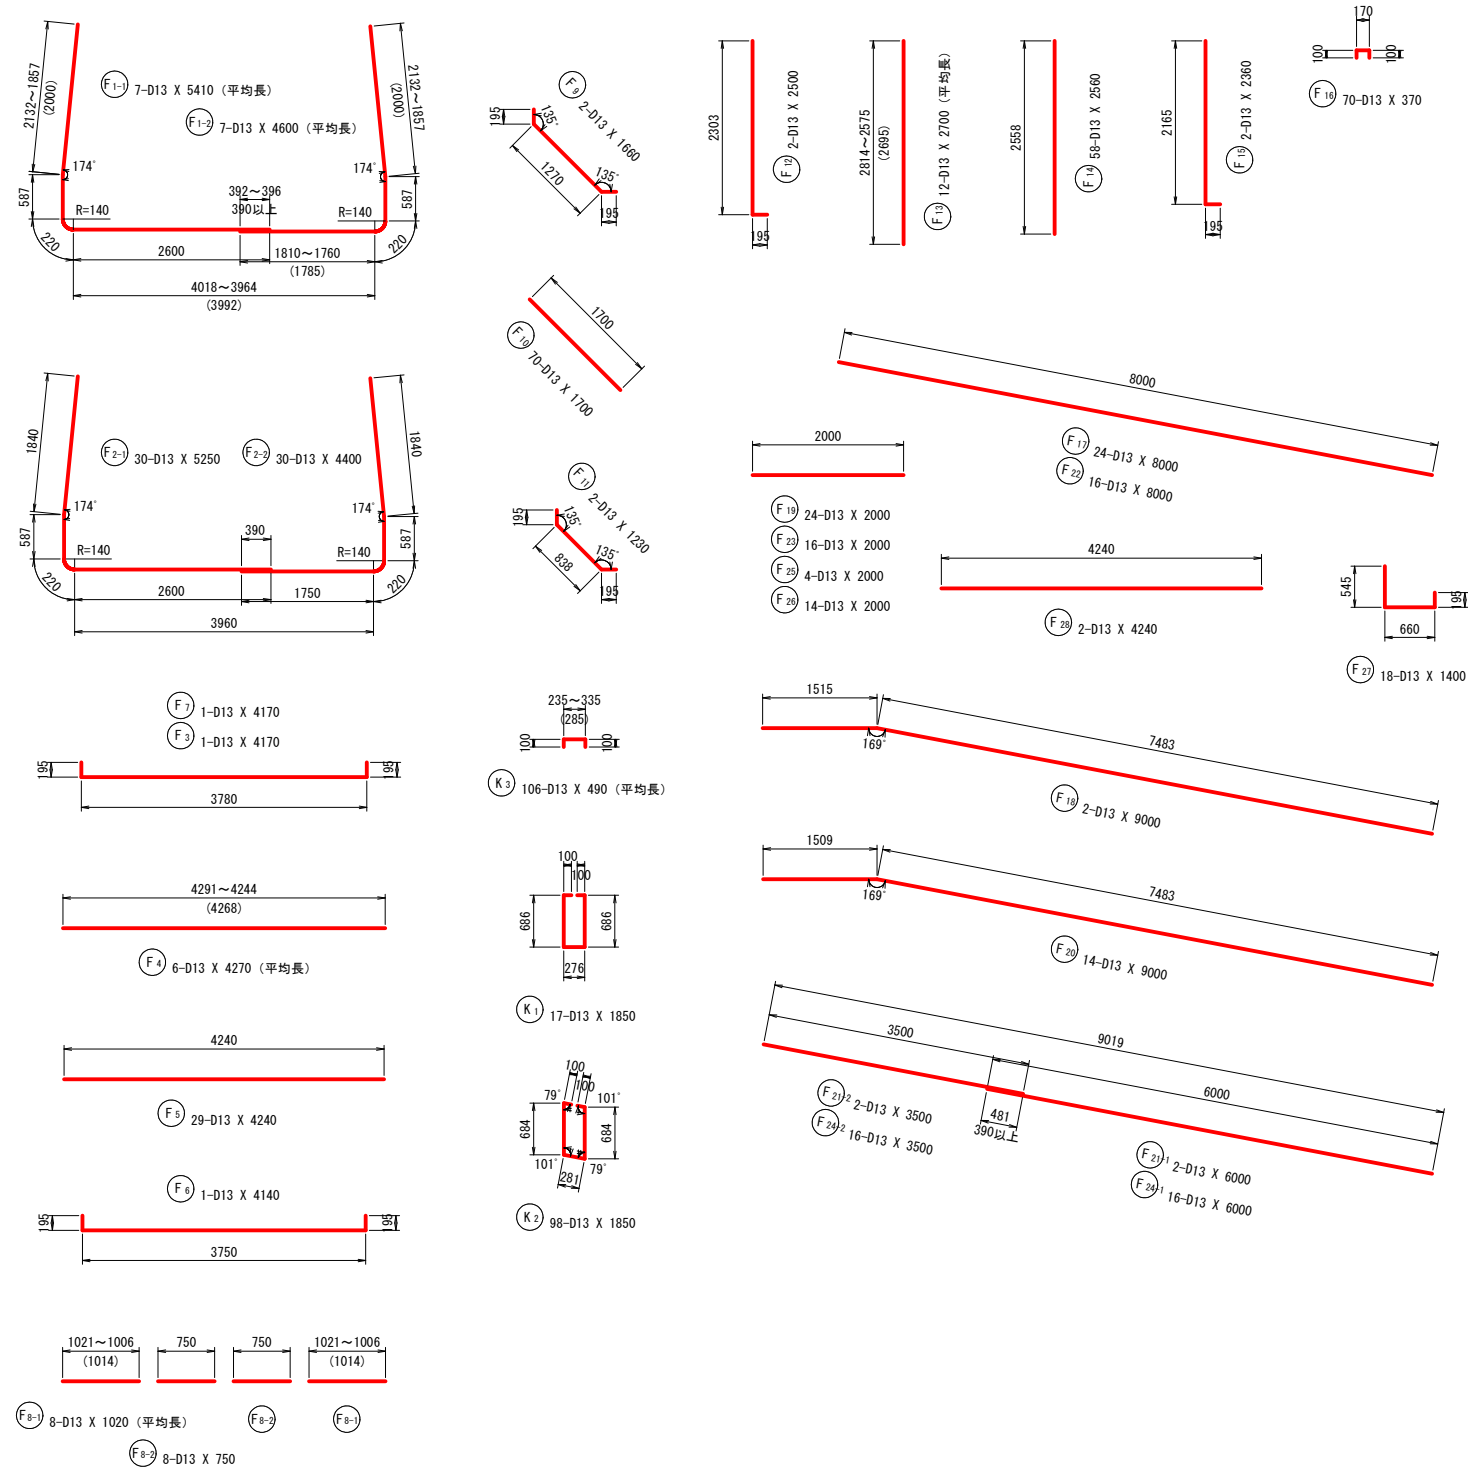 2132～1857
(2000)
F1-1 7-D13 X 5410 (平均長)
F1-2 7-D13 X 4600 (平均長)
2132～1857
(2000)
174°
174°
587
587
R=140
R=140
392～396
390以上
220
220
2600
1810～1760
(1785)
4018～3964
(3992)
1840
F2-1 30-D13 X 5250
F2-2 30-D13 X 4400
1840
174°
174°
587
587
R=140
R=140
390
220
220
2600
1750
3960
F7 1-D13 X 4170
F3 1-D13 X 4170
195
195
3780
4291～4244
(4268)
F4 6-D13 X 4270 (平均長)
4240
F5 29-D13 X 4240
F6 1-D13 X 4140
195
195
3750
1021～1006
(1014)
750
750
1021～1006
(1014)
F8-1 8-D13 X 1020 (平均長)
F8-2
F8-1
F8-2 8-D13 X 750
F9 2-D13 X 1660
195
135°
1270
135°
195
1700
F10 70-D13 X 1700
F11 2-D13 X 1230
195
135°
838
135°
195
235～335
(285)
100
100
K3 106-D13 X 490 (平均長)
100
100
686
686
276
K1 17-D13 X 1850
100
100
79°
101°
684
684
101°
79°
281
K2 98-D13 X 1850
2303
195
F12 2-D13 X 2500
2814～2575
(2695)
F13 12-D13 X 2700 (平均長)
2558
F14 58-D13 X 2560
2165
195
F15 2-D13 X 2360
170
100
100
F16 70-D13 X 370
8000
F17 24-D13 X 8000
F22 16-D13 X 8000
2000
F19 24-D13 X 2000
F23 16-D13 X 2000
F25 4-D13 X 2000
F26 14-D13 X 2000
4240
F28 2-D13 X 4240
545
195
660
F27 18-D13 X 1400
1515
7483
169°
F18 2-D13 X 9000
1509
7483
169°
F20 14-D13 X 9000
9019
3500
6000
481
390以上
F21-2 2-D13 X 3500
F24-2 16-D13 X 3500
F21-1 2-D13 X 6000
F24-1 16-D13 X 6000